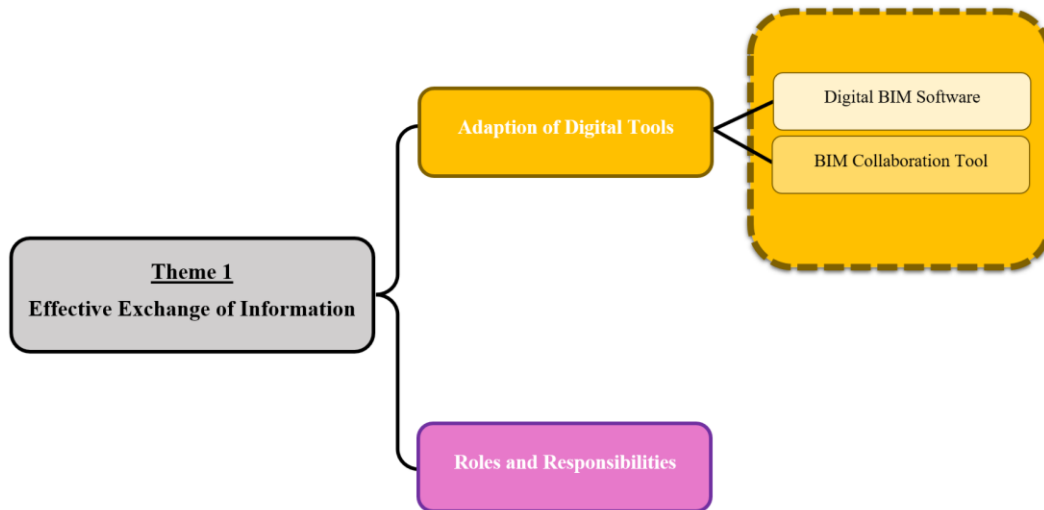 Theme 1
Effective Exchange of Information
Adaption of Digital Tools
Digital BIM Software
BIM Collaboration Tool
Roles and Responsibilities